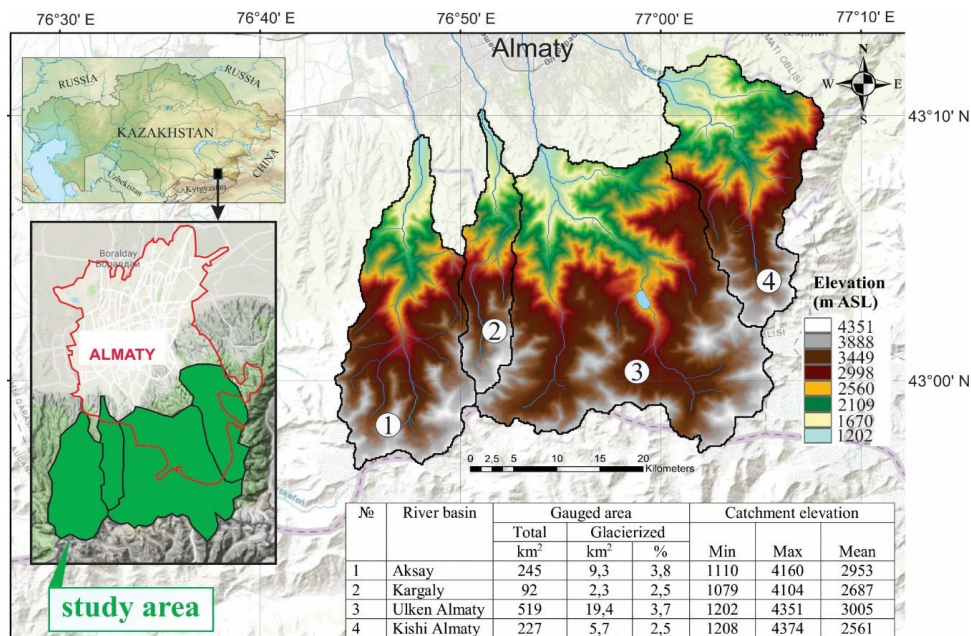 76°30' E
76°40' E
76°50' E
77°00' E
77°10' E
Almaty
RUSSIA
RUSSIA
KAZAKHSTAN
CHINA
Uzbekistan
Kyrgyzstan
N
W
E
S
43°10' N
43°00' N
Boralday
Боралдай
ALMATY
study area
1
2
3
4
Elevation
(m ASL)
4351
3888
3449
2998
2560
2109
1670
1202
0 2,5 5 10 15 20
Kilometers
№ River basin Gauged area Catchment elevation
Total Glacierized
km² km² % Min Max Mean
1 Aksay 245 9,3 3,8 1110 4160 2953
2 Kargaly 92 2,3 2,5 1079 4104 2687
3 Ulken Almaty 519 19,4 3,7 1202 4351 3005
4 Kishi Almaty 227 5,7 2,5 1208 4374 2561